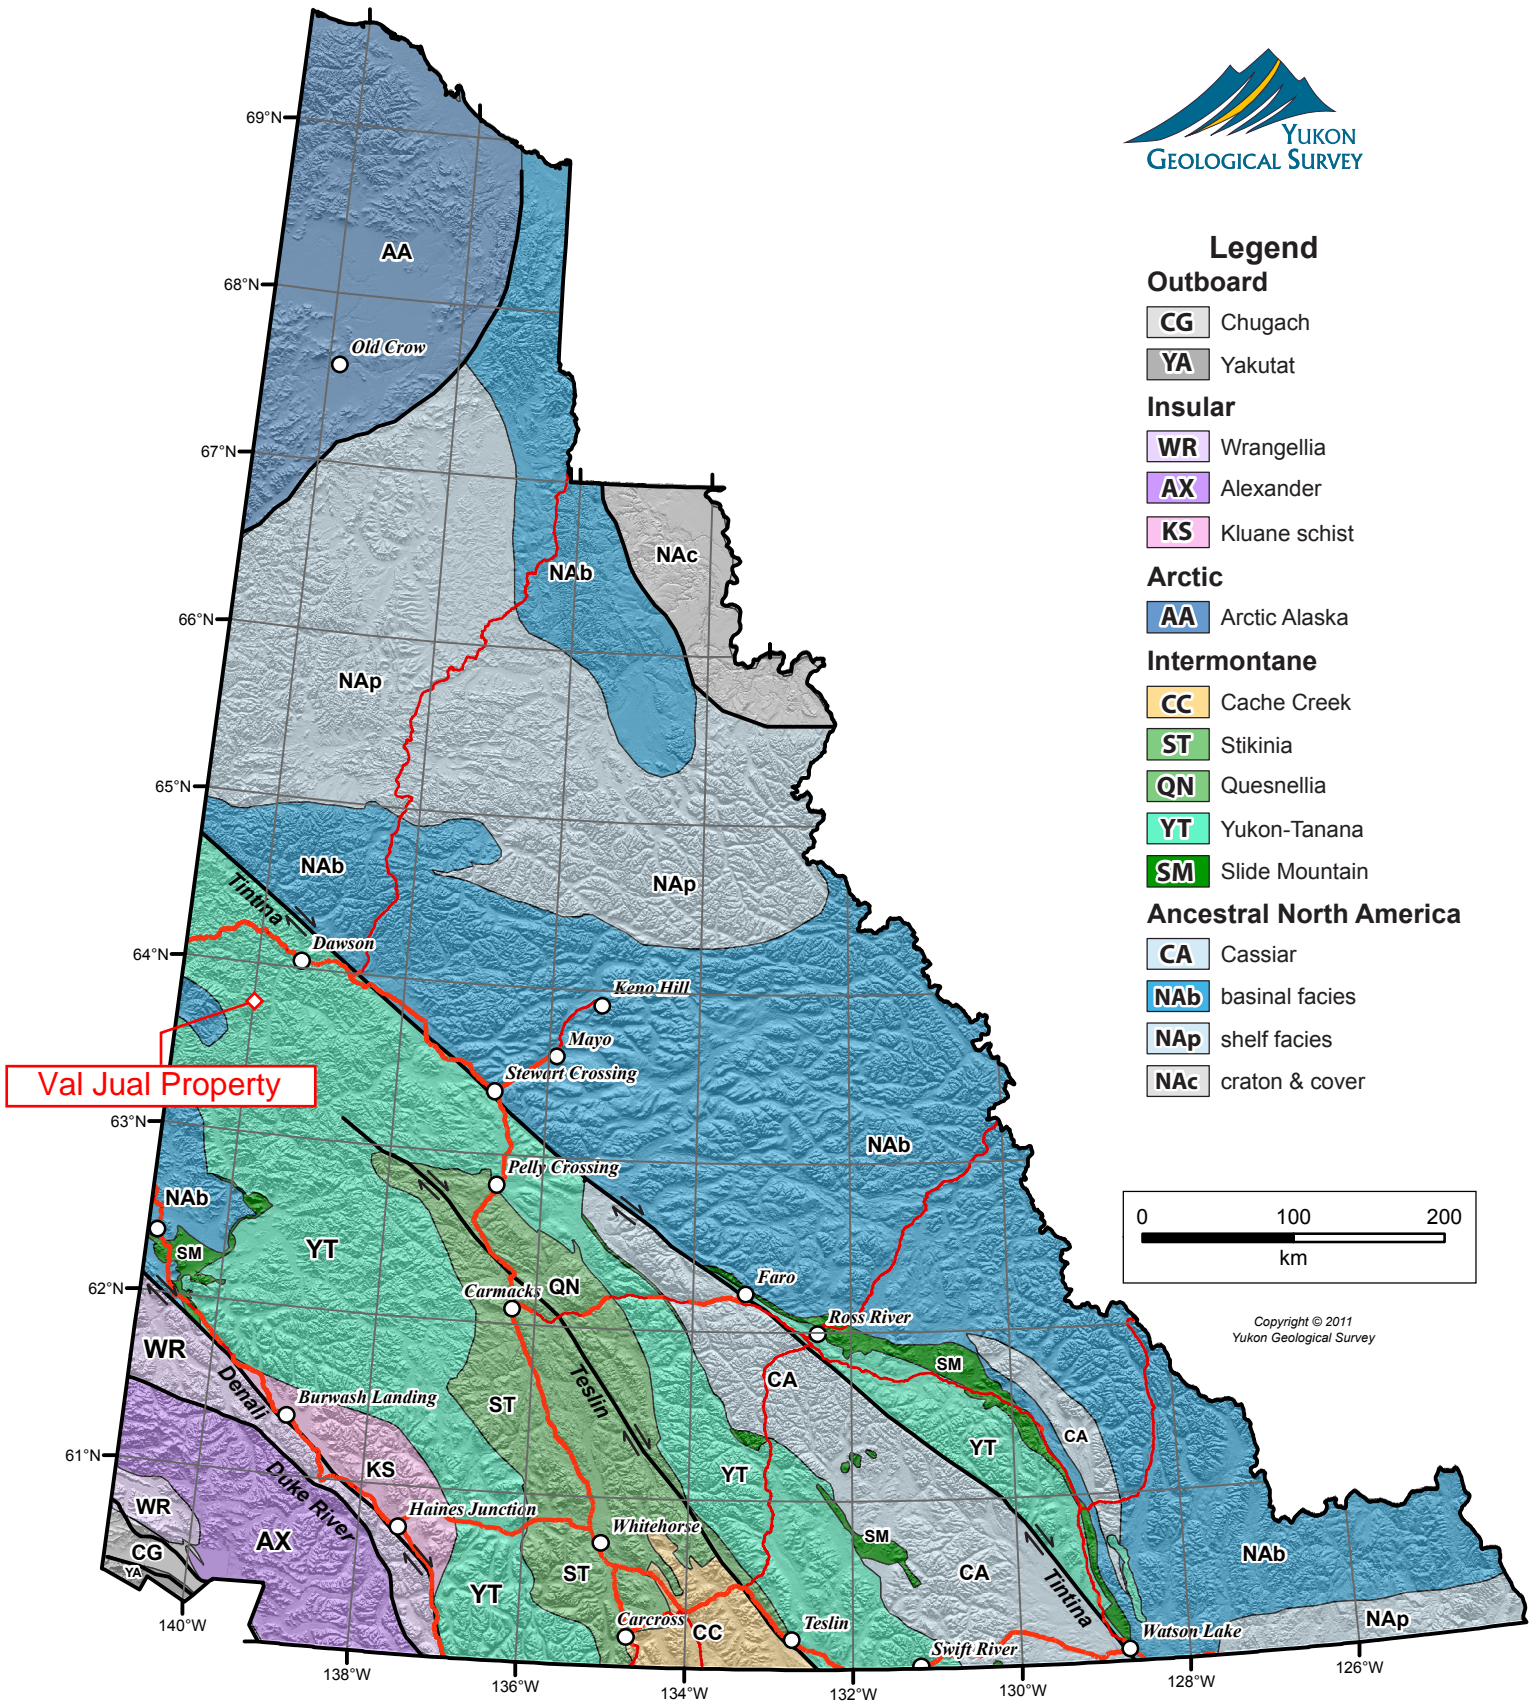 YUKON
GEOLOGICAL SURVEY
Legend
Outboard
CG Chugach
YA Yakutat
Insular
WR Wrangellia
AX Alexander
KS Kluane schist
Arctic
AA Arctic Alaska
Intermontane
CC Cache Creek
ST Stikinia
QN Quesnellia
YT Yukon-Tanana
SM Slide Mountain
Ancestral North America
CA Cassiar
NAb basinal facies
NAp shelf facies
NAc craton & cover
0 100 200
km
Copyright © 2011
Yukon Geological Survey
69°N
AA
68°N
Old Crow
67°N
NAc
NAb
66°N
NAp
65°N
NAb
NAp
Tintina
Dawson
64°N
Keno Hill
Mayo
Stewart Crossing
Val Jual Property
63°N
NAb
Pelly Crossing
NAb
YT
SM
62°N
Faro
QN
Carmacks
Ross River
WR
SM
CA
Denali
Burwash Landing
Teslin
ST
CA
61°N
KS
YT
YT
Duke River
WR
Haines Junction
Whitehorse
SM
AX
CG
YA
NAb
ST
CA
YT
Tintina
140°W
Carcross
CC
Teslin
Swift River
Watson Lake
NAp
138°W
136°W
134°W
132°W
130°W
128°W
126°W